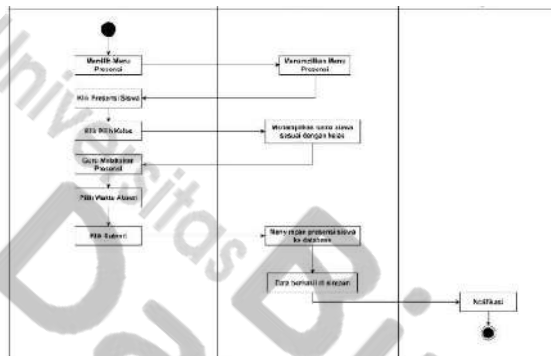 Memilih Menu
Presensi
Menampilkan Menu
Presensi
Klik Presensi Siswa
Klik Pilih Kelas
Menampilkan nama siswa
sesuai dengan kelas
Guru Melakukan
Presensi
Pilih Waktu Absen
Klik Submit
Menyimpan presensi siswa
ke database
Data berhasil di simpan
Notifikasi
Universitas